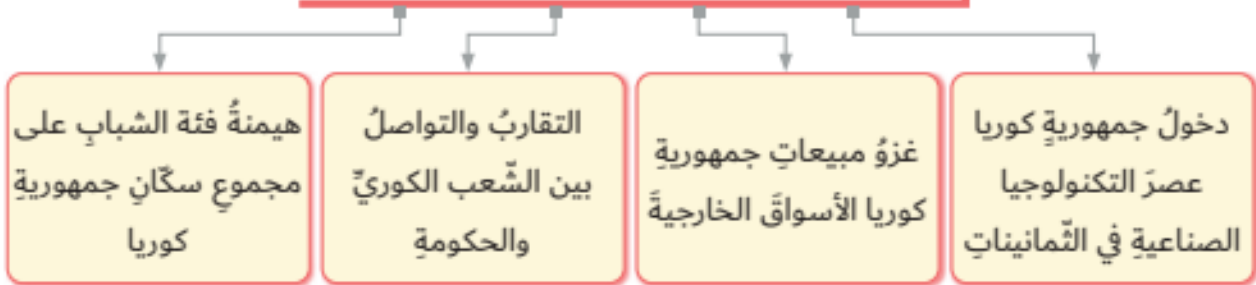 دخولُ جمهوريةِ كوريا
عصرَ التكنولوجيا
الصناعيةِ في الثّمانيناتِ
غزوُ مبيعاتِ جمهوريةِ
كوريا الأسواقَ الخارجيةَ
التقاربُ والتواصلُ
بين الشّعب الكوريِّ
والحكومةِ
هيمنةُ فئة الشبابِ على
مجموعِ سكّانِ جمهوريةِ
كوريا